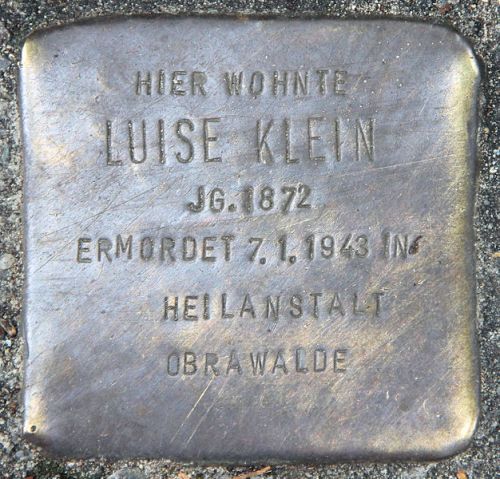 HIER WOHNTE
LUISE KLEIN
JG. 1872
ERMORDET 7. 1. 1943 IN
HEILANSTALT
OBRAWALDE